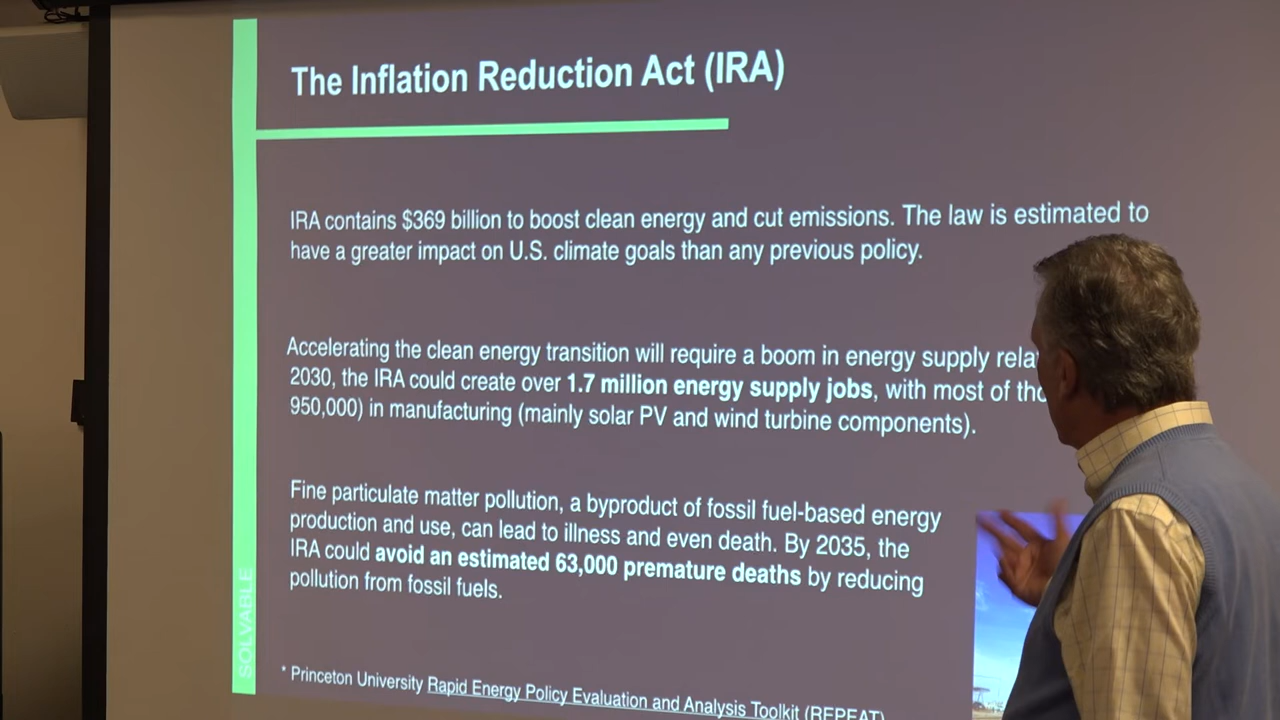 The Inflation Reduction Act (IRA)
IRA contains $369 billion to boost clean energy and cut emissions. The law is estimated to
have a greater impact on U.S. climate goals than any previous policy.
Accelerating the clean energy transition will require a boom in energy supply
2030, the IRA could create over 1.7 million energy supply jobs, with most of
950,000) in manufacturing (mainly solar PV and wind turbine components).
Fine particulate matter pollution, a byproduct of fossil fuel-based energy
production and use, can lead to illness and even death. By 2035, the
IRA could avoid an estimated 63,000 premature deaths by reducing
pollution from fossil fuels.
* Princeton University Rapid Energy Policy Evaluation and Analysis Toolkit (REPEAT)
SOLVABLE